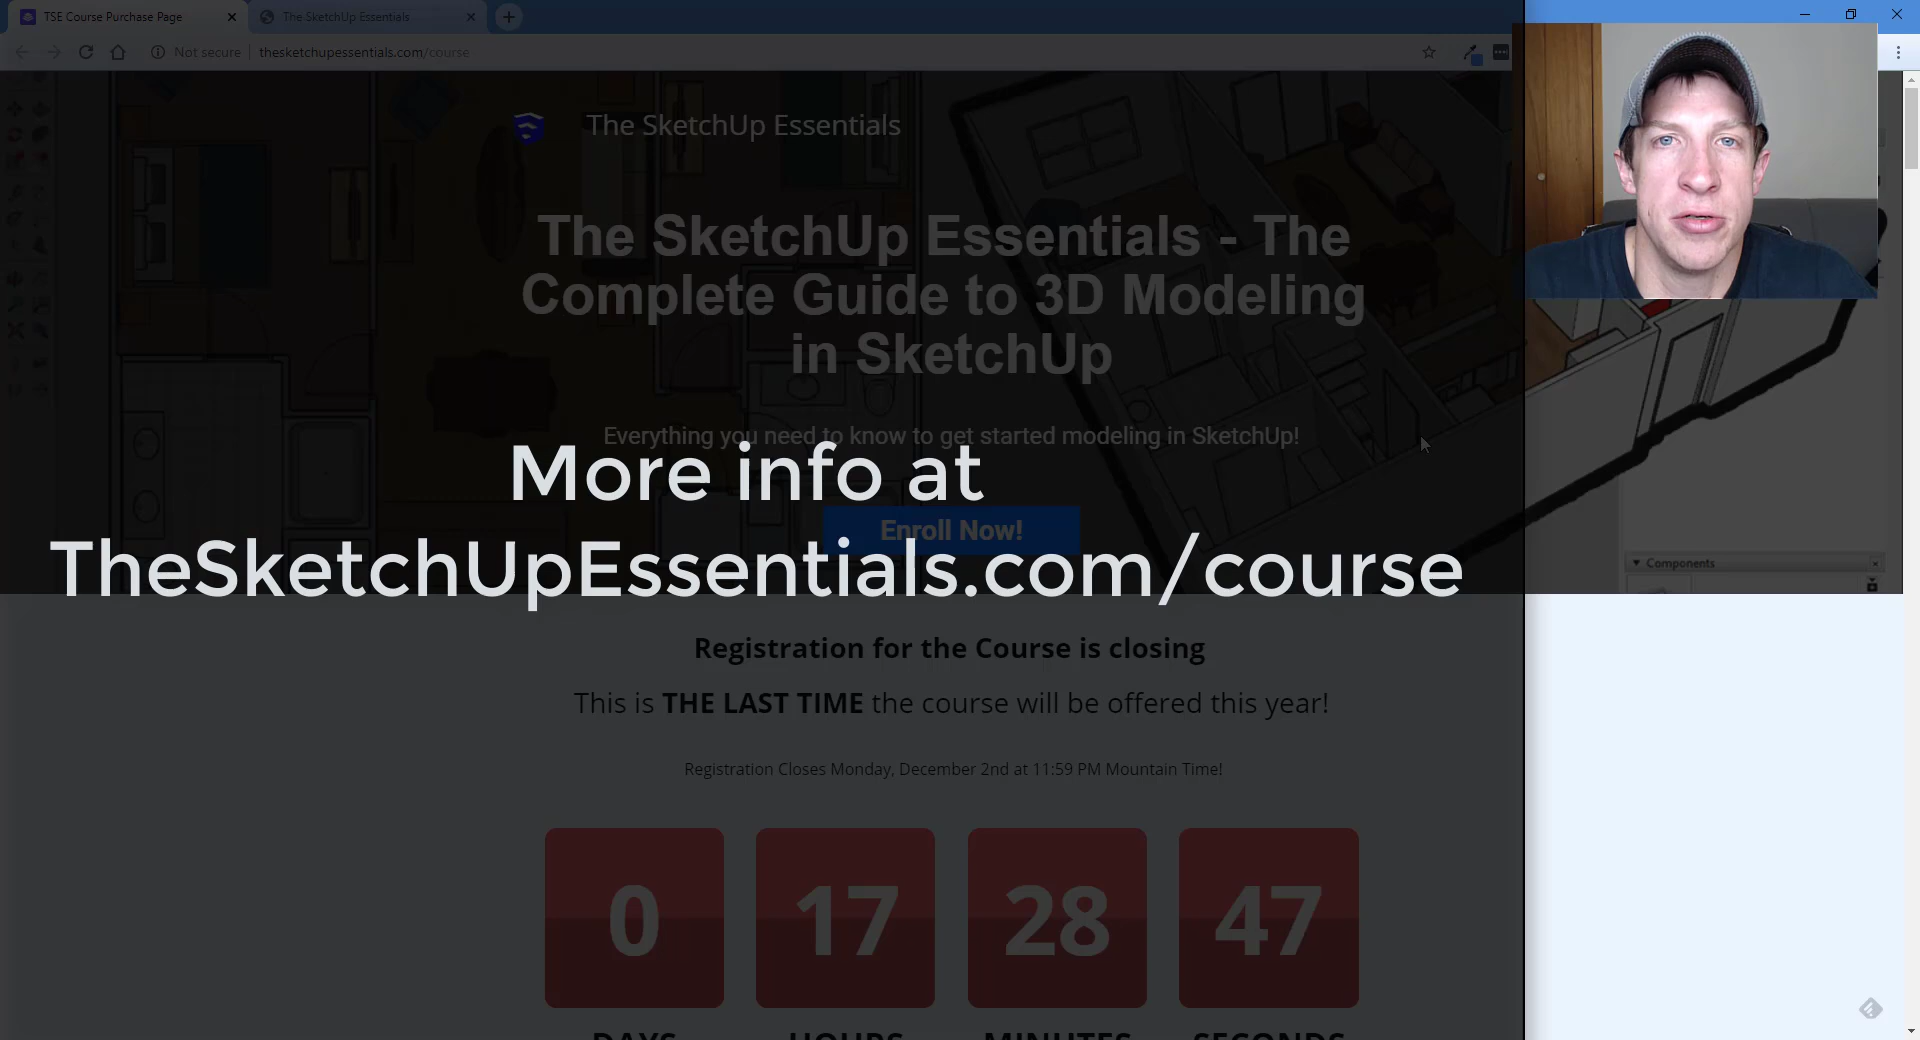 TSE Course Purchase Page
The SketchUp Essentials
Not secure
thesketchupessentials.com/course
The SketchUp Essentials
The SketchUp Essentials - The
Complete Guide to 3D Modeling
in SketchUp
Everything you need to know to get started modeling in SketchUp!
More info at
Enroll Now!
TheSketchUpEssentials.com/course
Components
Registration for the Course is closing
This is THE LAST TIME the course will be offered this year!
Registration Closes Monday, December 2nd at 11:59 PM Mountain Time!
0 17 28 47
DAYS HOURS MINUTES SECONDS